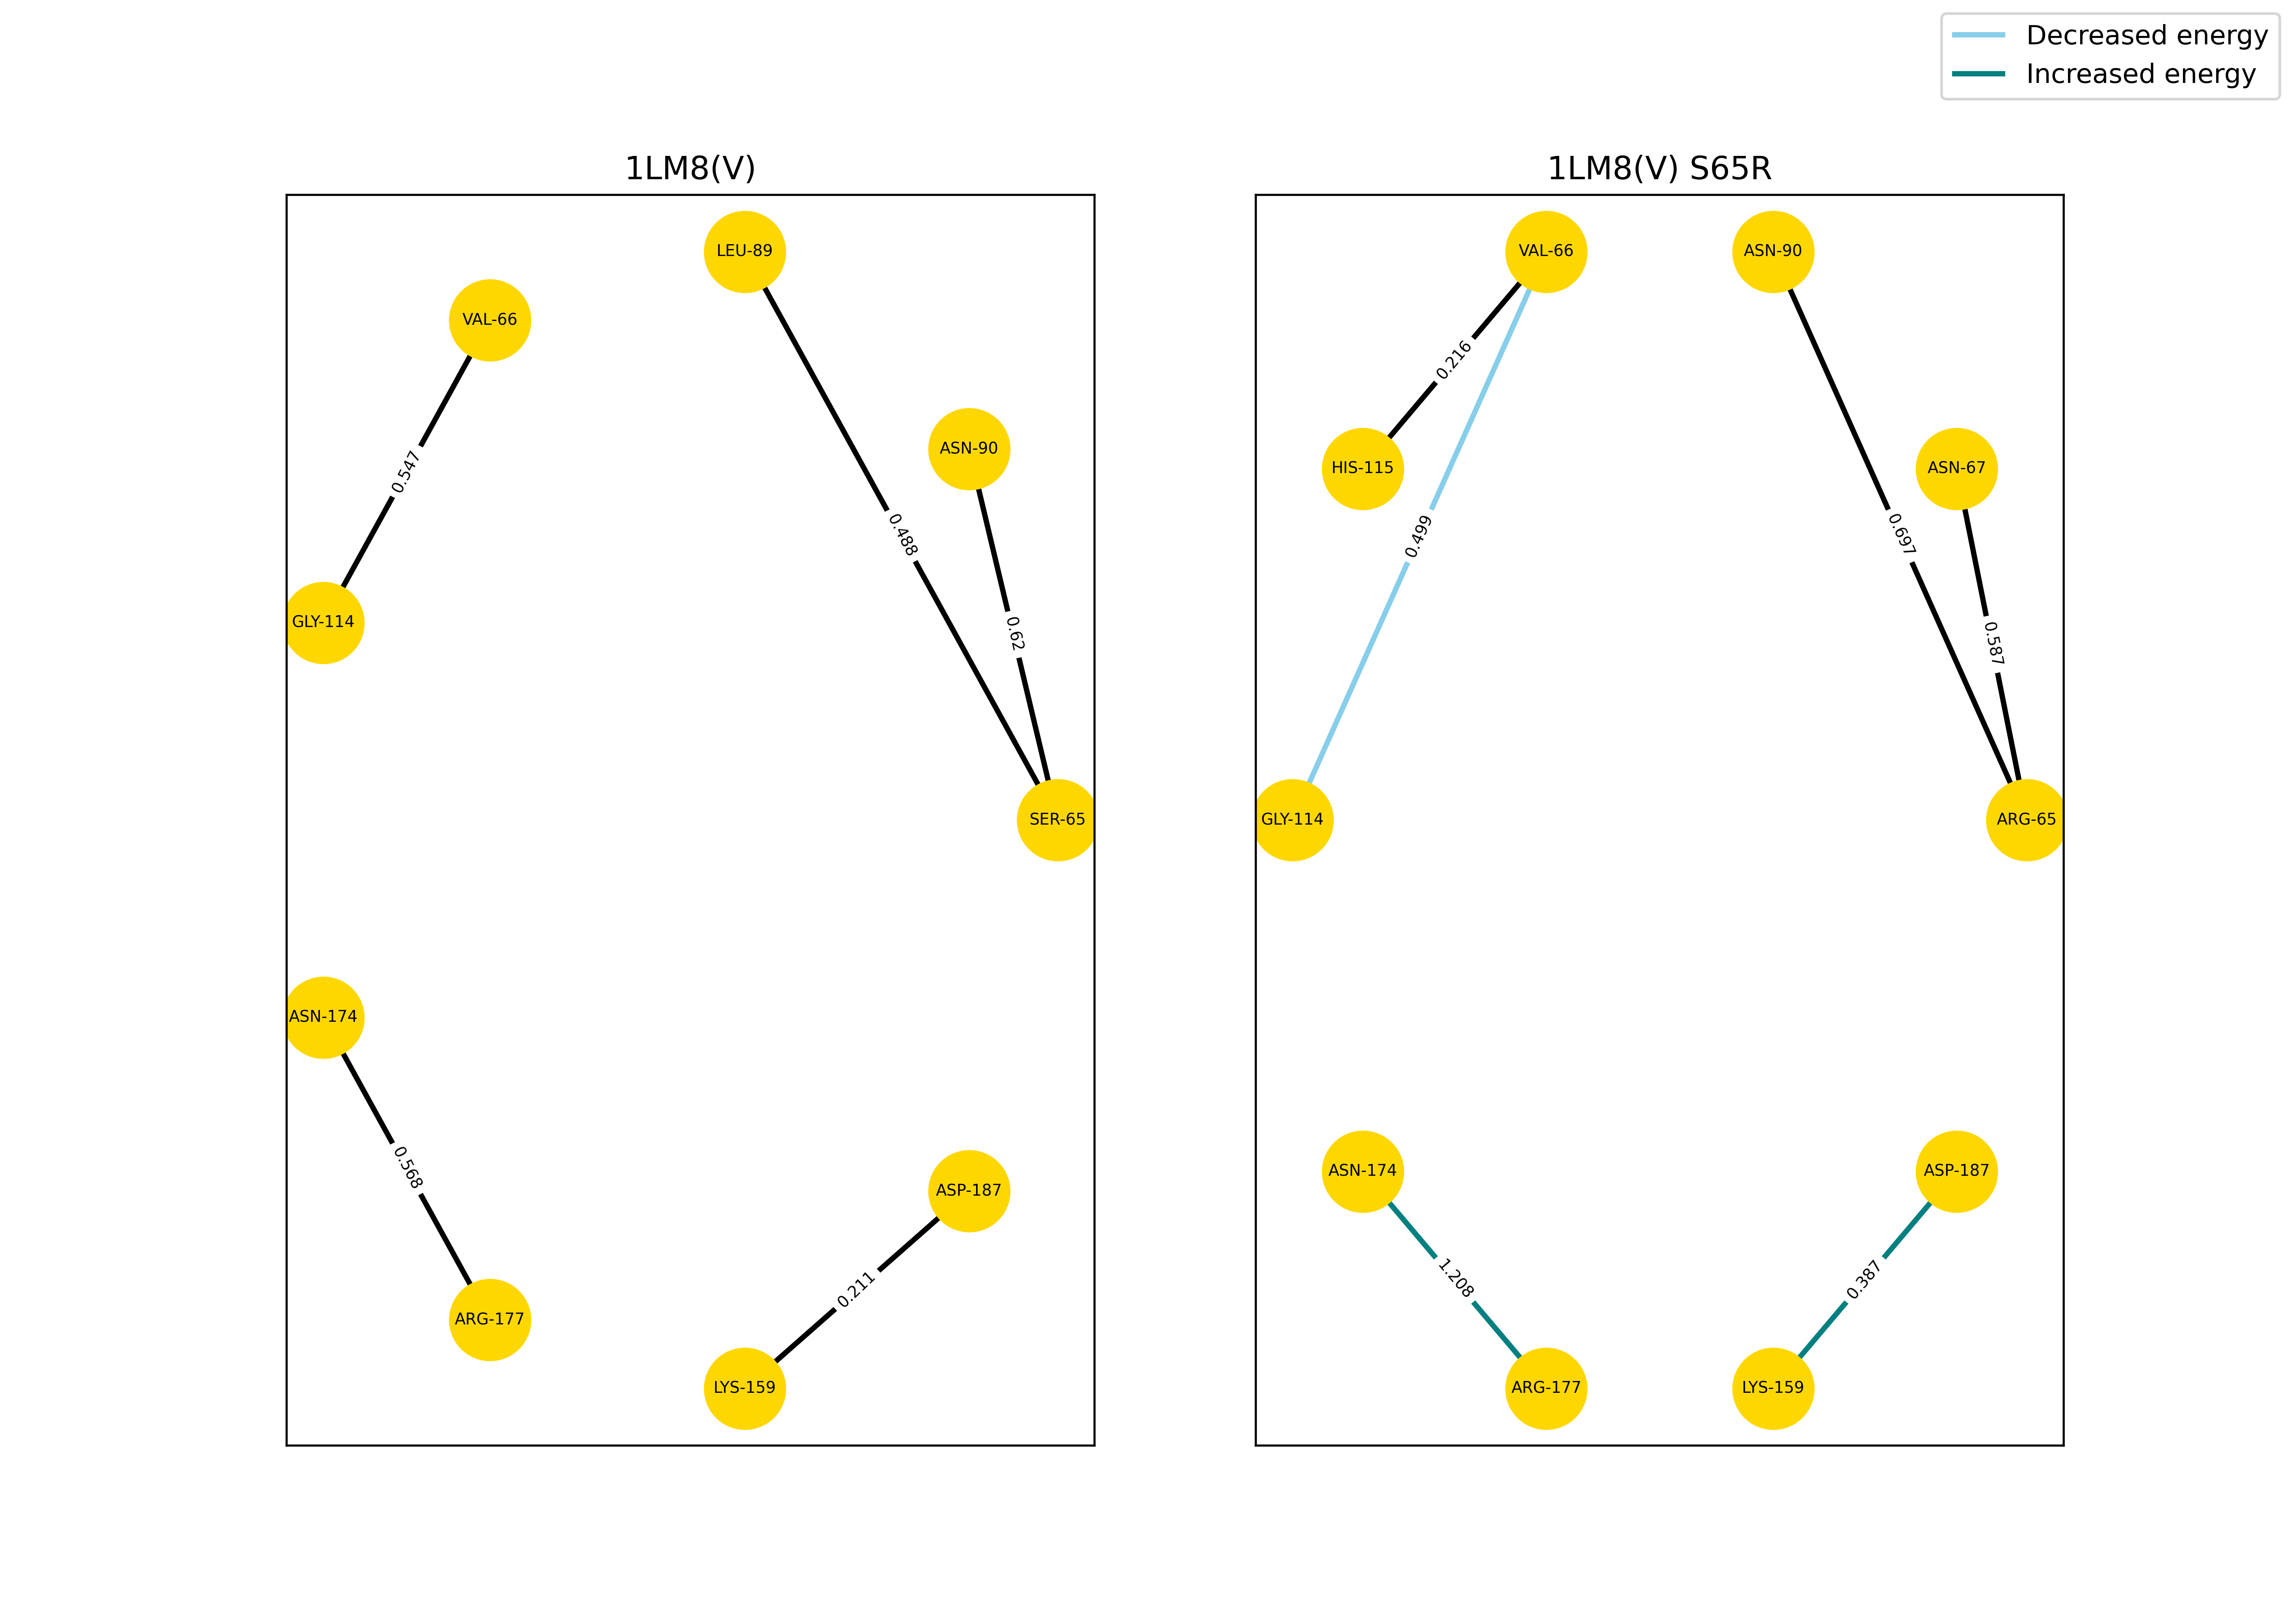 Decreased energy
Increased energy
1LM8(V)
LEU-89
VAL-66
ASN-90
0.547
0.488
GLY-114
0.62
SER-65
ASN-174
0.568
ASP-187
0.211
ARG-177
LYS-159
1LM8(V) S65R
VAL-66
ASN-90
0.216
HIS-115
ASN-67
0.499
0.697
0.587
GLY-114
ARG-65
ASN-174
ASP-187
1.208
0.387
ARG-177
LYS-159